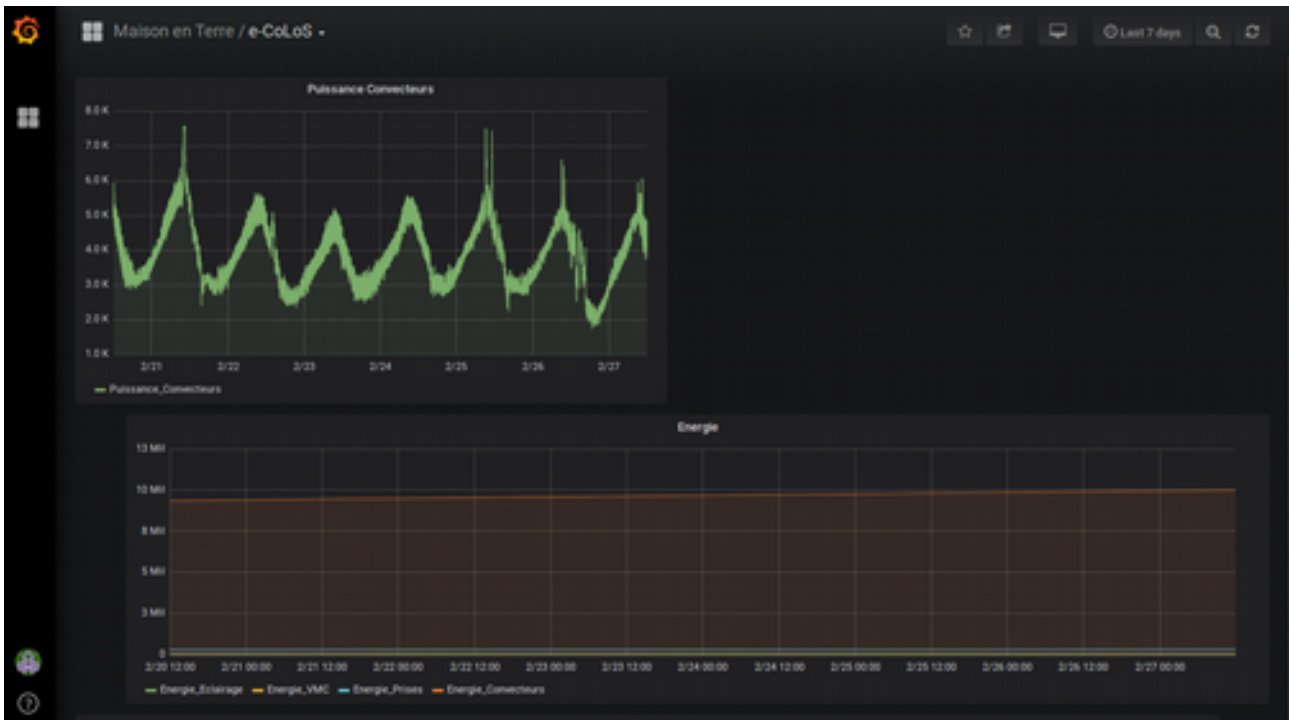 Maison en Terre / e-CoLoS
Last 7 days
Puissance Convecteurs
8.0 K
7.0 K
6.0 K
5.0 K
4.0 K
3.0 K
2.0 K
1.0 K
2/21 2/22 2/23 2/24 2/25 2/26 2/27
Puissance_Convecteurs
Energie
13 Mil
10 Mil
8 Mil
5 Mil
3 Mil
0
2/20 12:00 2/21 00:00 2/21 12:00 2/22 00:00 2/22 12:00 2/23 00:00 2/23 12:00 2/24 00:00 2/24 12:00 2/25 00:00 2/25 12:00 2/26 00:00 2/26 12:00 2/27 00:00
Energie_Eclairage Energie_VMC Energie_Prises Energie_Convecteurs